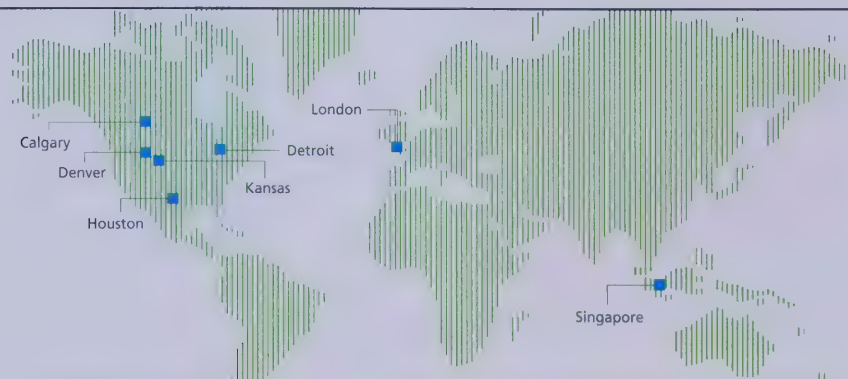 London
Calgary
Detroit
Denver
Kansas
Houston
Singapore